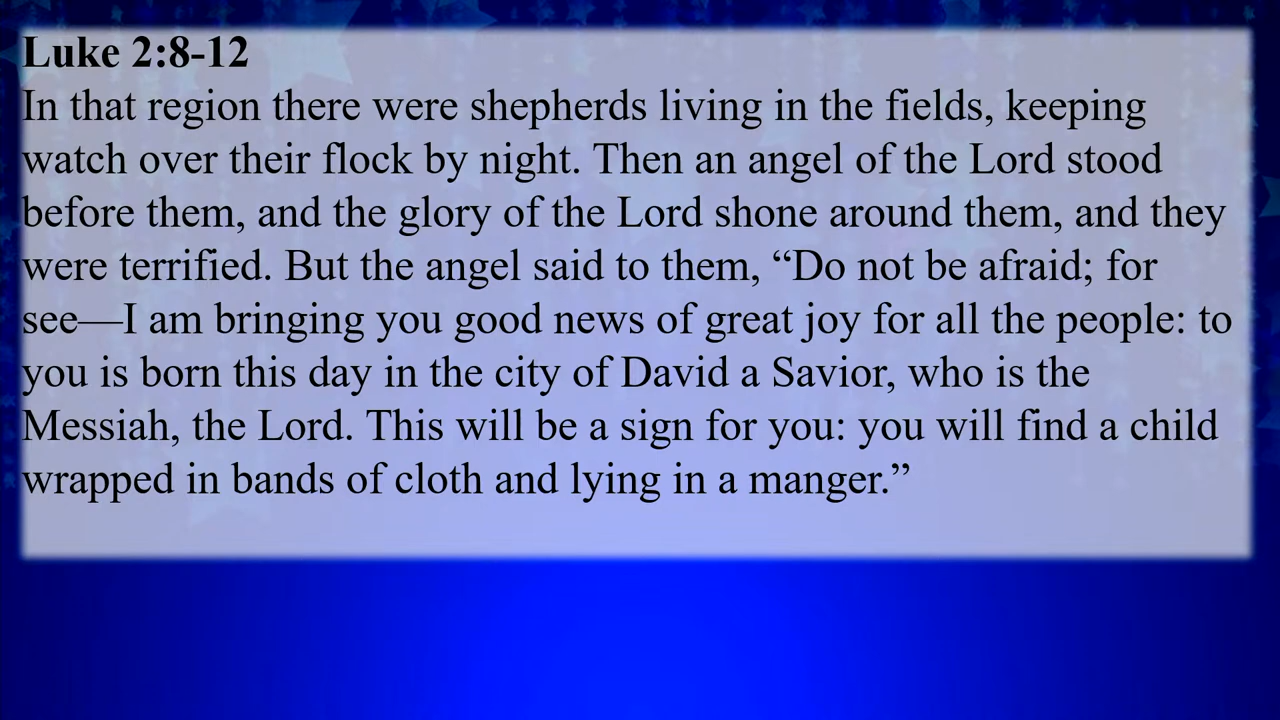 Luke 2:8-12
In that region there were shepherds living in the fields, keeping
watch over their flock by night. Then an angel of the Lord stood
before them, and the glory of the Lord shone around them, and they
were terrified. But the angel said to them, “Do not be afraid; for
see—I am bringing you good news of great joy for all the people: to
you is born this day in the city of David a Savior, who is the
Messiah, the Lord. This will be a sign for you: you will find a child
wrapped in bands of cloth and lying in a manger.”